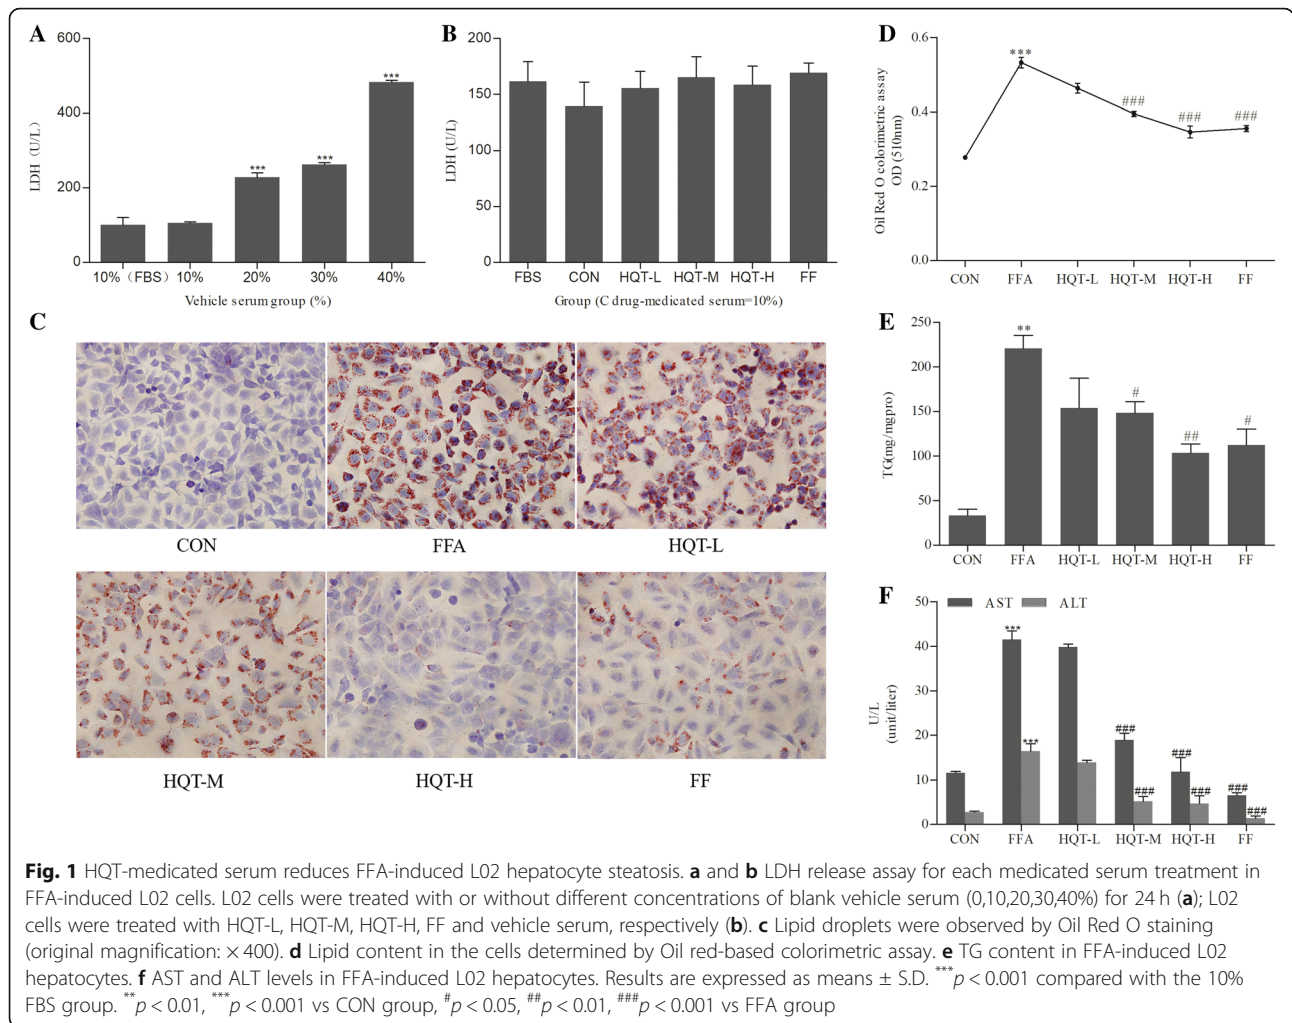 A
600
400
200
0
LDH（U/L）
***
***
***
10%（FBS）
10%
20%
30%
40%
Vehicle serum group (%)
B
200
150
100
50
0
LDH (U/L)
FBS
CON
HQT-L
HQT-M
HQT-H
FF
Group (C drug-medicated serum=10%)
C
CON
FFA
HQT-L
HQT-M
HQT-H
FF
D
0.6
0.4
0.2
0.0
Oil Red O colorimetric assay
OD (510nm)
***
###
###
###
CON
FFA
HQT-L
HQT-M
HQT-H
FF
E
250
200
150
100
50
0
TG(mg/mgpro)
**
#
##
#
CON
FFA
HQT-L
HQT-M
HQT-H
FF
F
AST
ALT
50
40
30
20
10
0
U/L
(unit/liter)
***
***
###
###
###
###
###
###
CON
FFA
HQT-L
HQT-M
HQT-H
FF
Fig. 1 HQT-medicated serum reduces FFA-induced L02 hepatocyte steatosis. a and b LDH release assay for each medicated serum treatment in
FFA-induced L02 cells. L02 cells were treated with or without different concentrations of blank vehicle serum (0,10,20,30,40%) for 24 h (a); L02
cells were treated with HQT-L, HQT-M, HQT-H, FF and vehicle serum, respectively (b). c Lipid droplets were observed by Oil Red O staining
(original magnification: × 400). d Lipid content in the cells determined by Oil red-based colorimetric assay. e TG content in FFA-induced L02
hepatocytes. f AST and ALT levels in FFA-induced L02 hepatocytes. Results are expressed as means ± S.D. ***p < 0.001 compared with the 10%
FBS group. **p < 0.01, ***p < 0.001 vs CON group, #p < 0.05, ##p < 0.01, ###p < 0.001 vs FFA group